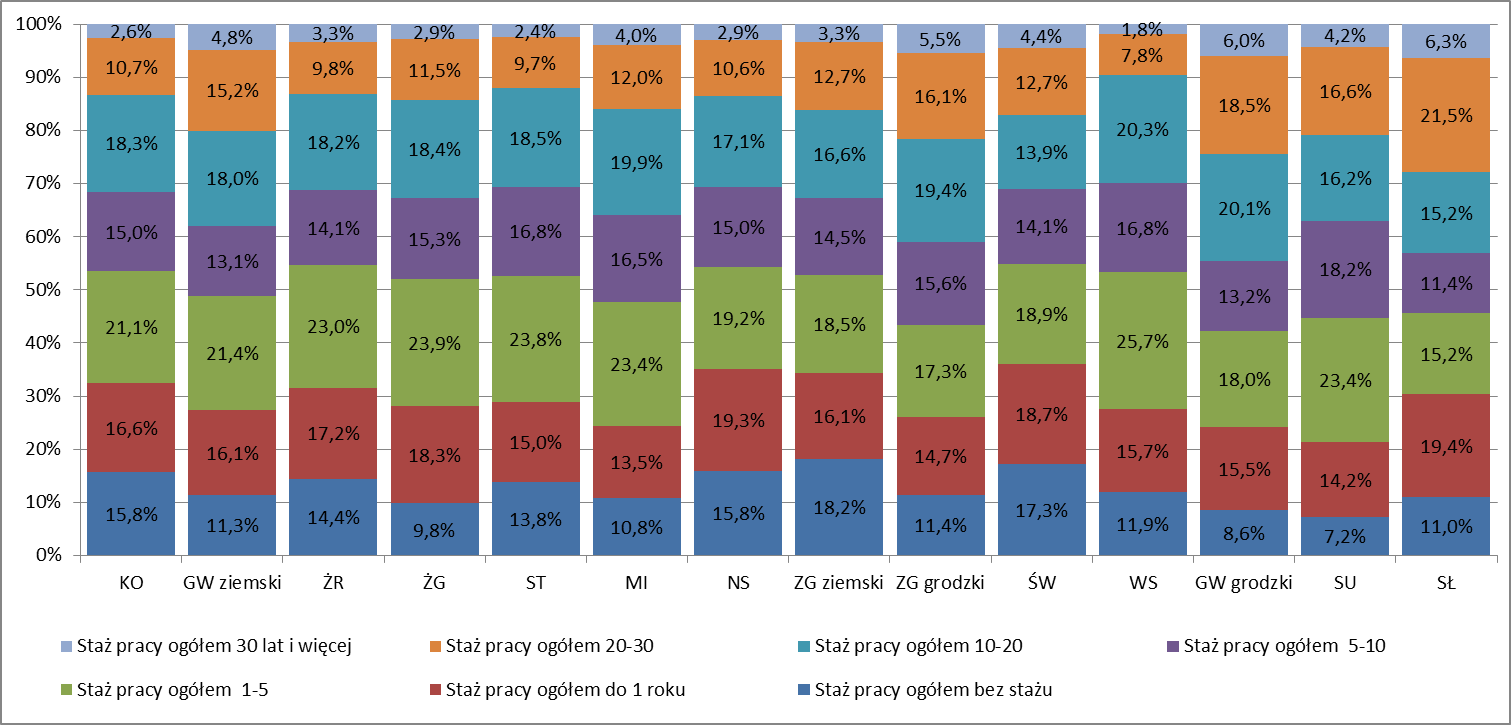 100%
90%
80%
70%
60%
50%
40%
30%
20%
10%
0%
2,6% 4,8% 3,3% 2,9% 2,4% 4,0% 2,9% 3,3% 5,5% 4,4% 1,8% 6,0% 4,2% 6,3%
10,7% 15,2% 9,8% 11,5% 9,7% 12,0% 10,6% 12,7% 16,1% 12,7% 7,8% 18,5% 16,6% 21,5%
18,3% 18,0% 18,2% 18,4% 18,5% 19,9% 17,1% 16,6% 19,4% 13,9% 20,3% 20,1% 16,2% 15,2%
15,0% 13,1% 14,1% 15,3% 16,8% 16,5% 15,0% 14,5% 15,6% 14,1% 16,8% 13,2% 18,2% 11,4%
21,1% 21,4% 23,0% 23,9% 23,8% 23,4% 19,2% 18,5% 17,3% 18,9% 25,7% 18,0% 23,4% 15,2%
16,6% 16,1% 17,2% 18,3% 15,0% 13,5% 19,3% 16,1% 14,7% 18,7% 15,7% 15,5% 14,2% 19,4%
15,8% 11,3% 14,4% 9,8% 13,8% 10,8% 15,8% 18,2% 11,4% 17,3% 11,9% 8,6% 7,2% 11,0%
KO GW ziemski ŻR ŻG ST MI NS ZG ziemski ZG grodzki ŚW WS GW grodzki SU SŁ
Staż pracy ogółem 30 lat i więcej Staż pracy ogółem 20-30 Staż pracy ogółem 10-20 Staż pracy ogółem  5-10
Staż pracy ogółem  1-5 Staż pracy ogółem do 1 roku Staż pracy ogółem bez stażu